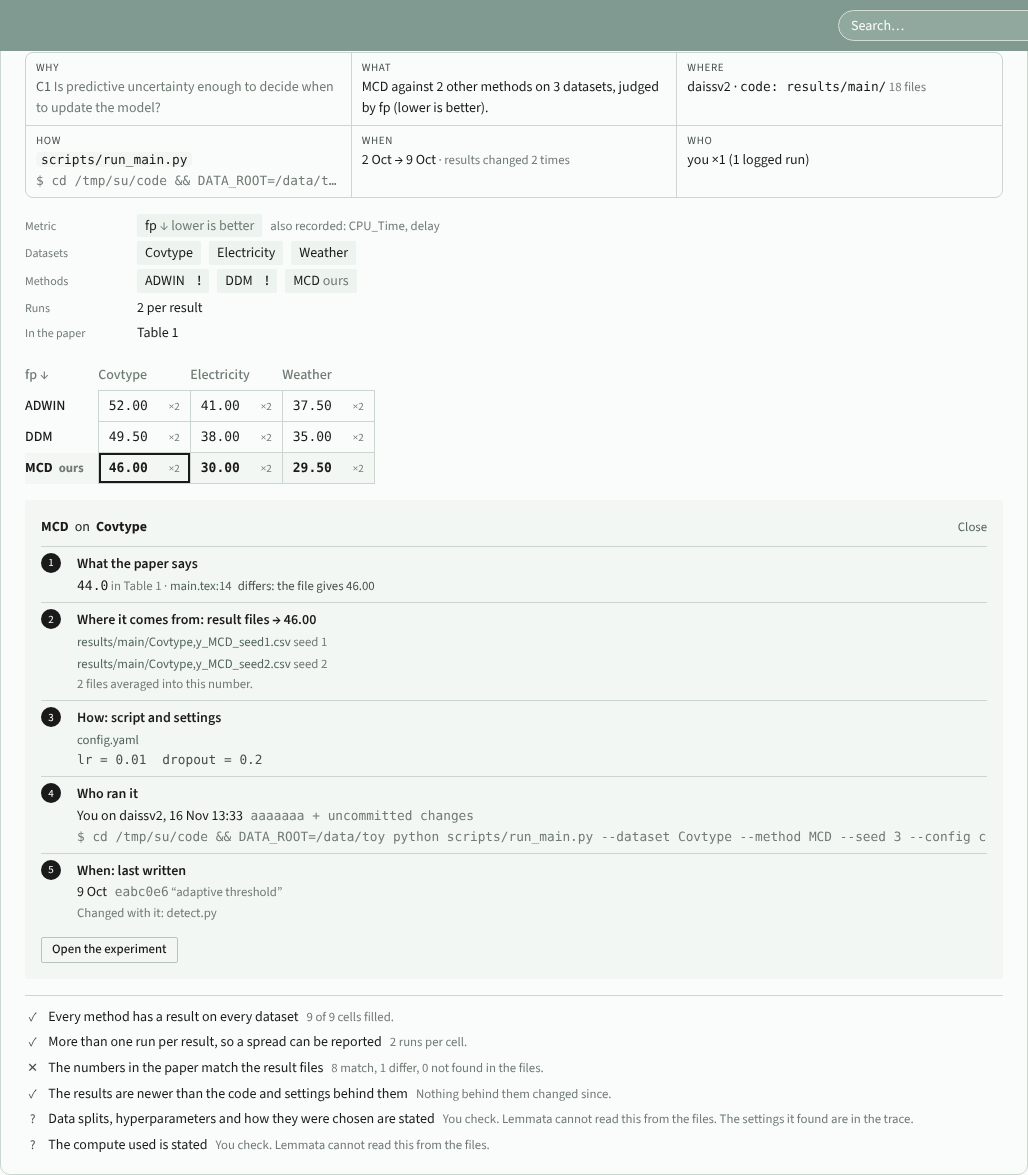 Search…
WHY
C1 Is predictive uncertainty enough to decide when
to update the model?
WHAT
MCD against 2 other methods on 3 datasets, judged
by fp (lower is better).
WHERE
daissv2 · code: results/main/ 18 files
HOW
scripts/run_main.py
$ cd /tmp/su/code && DATA_ROOT=/data/t…
WHEN
2 Oct → 9 Oct · results changed 2 times
WHO
you ×1 (1 logged run)
Metric fp ↓ lower is better also recorded: CPU_Time, delay
Datasets Covtype Electricity Weather
Methods ADWIN ! DDM ! MCD ours
Runs 2 per result
In the paper Table 1
fp ↓ Covtype Electricity Weather
ADWIN 52.00 ×2 41.00 ×2 37.50 ×2
DDM 49.50 ×2 38.00 ×2 35.00 ×2
MCD ours 46.00 ×2 30.00 ×2 29.50 ×2
MCD on Covtype Close
1 What the paper says
44.0 in Table 1 · main.tex:14 differs: the file gives 46.00
2 Where it comes from: result files → 46.00
results/main/Covtype,y_MCD_seed1.csv seed 1
results/main/Covtype,y_MCD_seed2.csv seed 2
2 files averaged into this number.
3 How: script and settings
config.yaml
lr = 0.01 dropout = 0.2
4 Who ran it
You on daissv2, 16 Nov 13:33 aaaaaaa + uncommitted changes
$ cd /tmp/su/code && DATA_ROOT=/data/toy python scripts/run_main.py --dataset Covtype --method MCD --seed 3 --config c
5 When: last written
9 Oct eabc0e6 “adaptive threshold”
Changed with it: detect.py
Open the experiment
✓ Every method has a result on every dataset 9 of 9 cells filled.
✓ More than one run per result, so a spread can be reported 2 runs per cell.
✕ The numbers in the paper match the result files 8 match, 1 differ, 0 not found in the files.
✓ The results are newer than the code and settings behind them Nothing behind them changed since.
? Data splits, hyperparameters and how they were chosen are stated You check. Lemmata cannot read this from the files. The settings it found are in the trace.
? The compute used is stated You check. Lemmata cannot read this from the files.